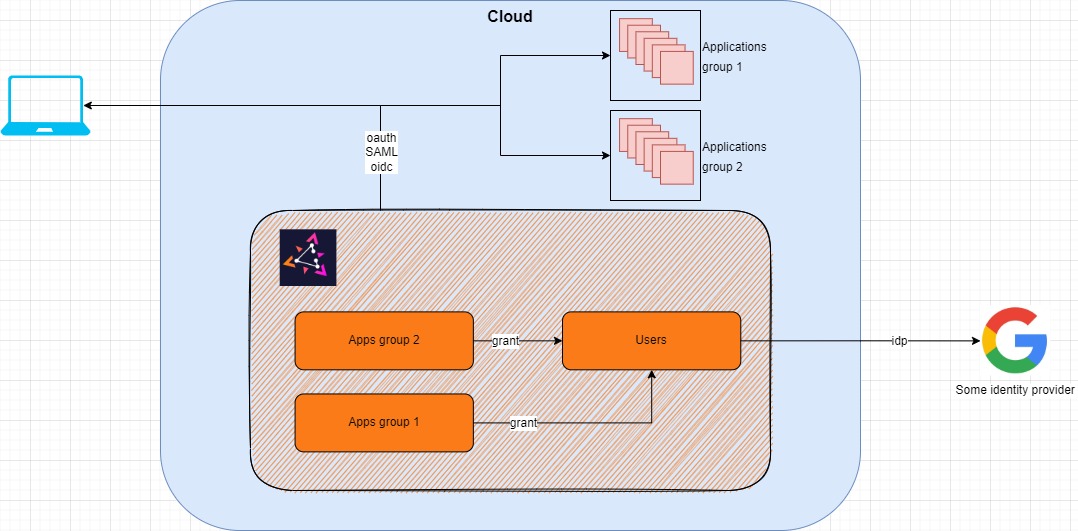 Cloud
Applications
group 1
Applications
group 2
oauth
SAML
oidc
Apps group 2
grant
Users
idp
Some identity provider
Apps group 1
grant